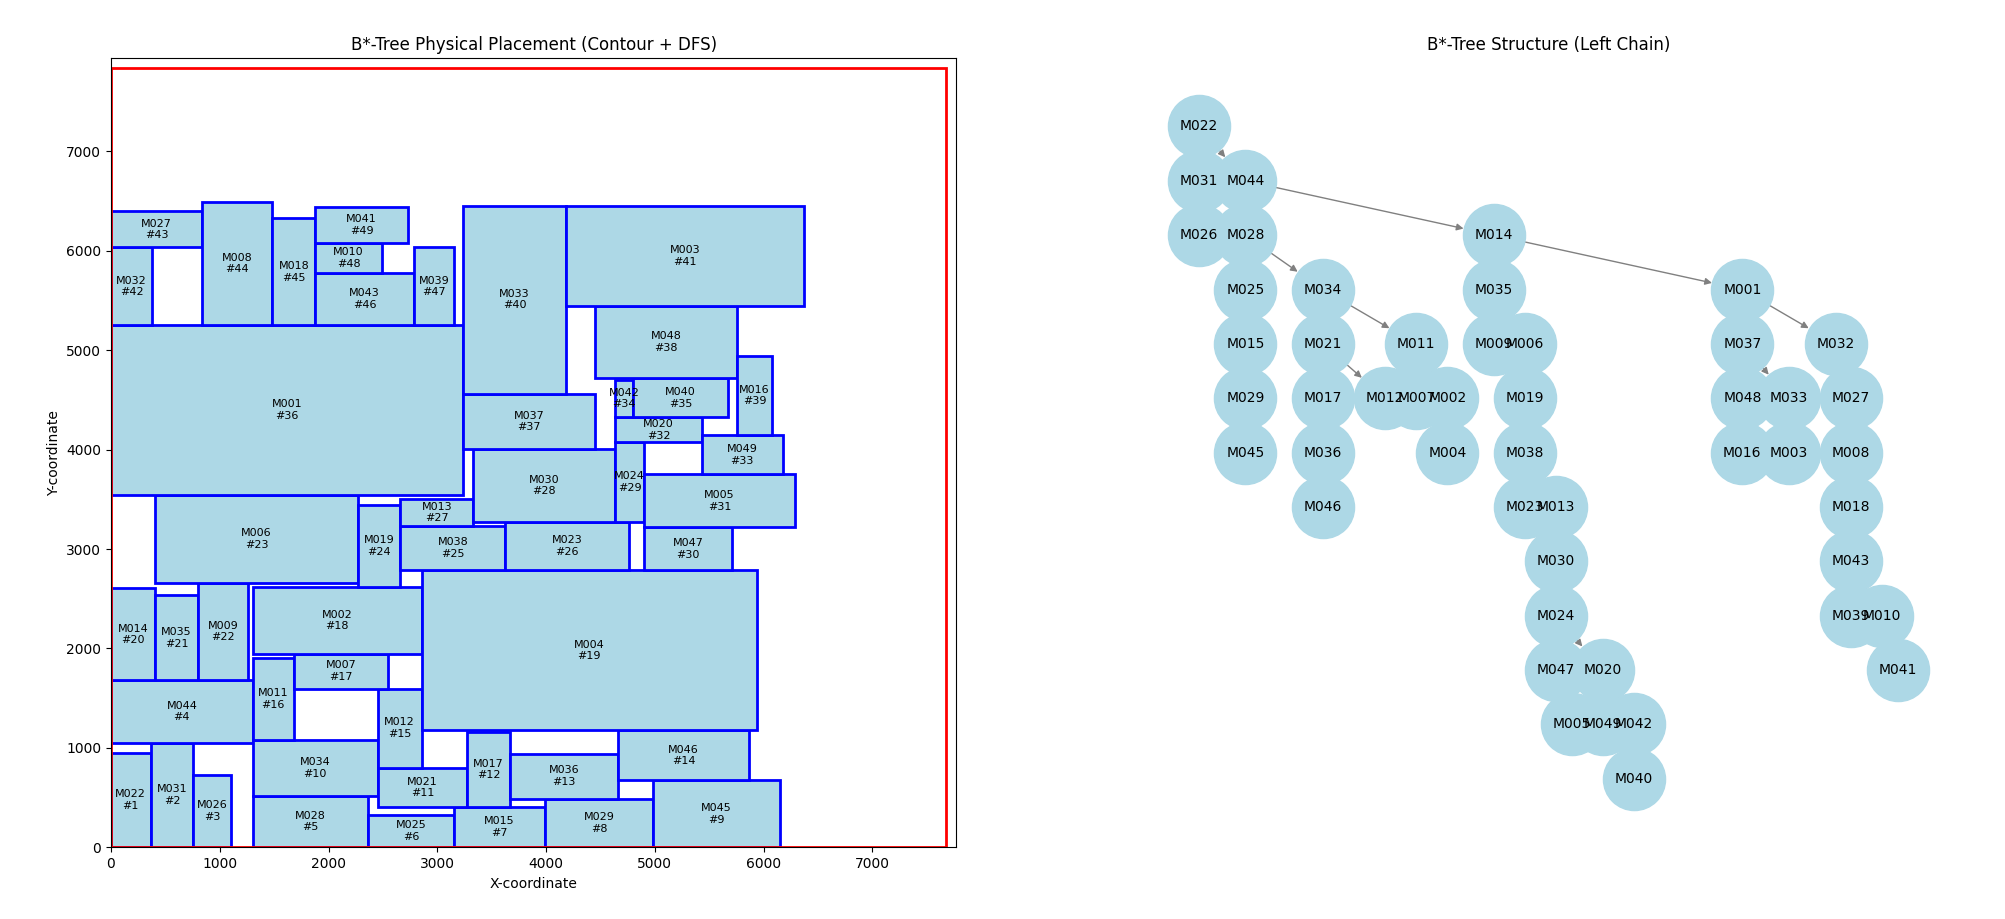 B*-Tree Physical Placement (Contour + DFS)
Y-coordinate
7000
6000
5000
4000
3000
2000
1000
0
M027
#43
M008
#44
M018
#45
M041
#49
M010
#48
M032
#42
M043
#46
M039
#47
M033
#40
M003
#41
M048
#38
M001
#36
M042
#34
M040
#35
M016
#39
M037
#37
M020
#32
M049
#33
M030
#28
M024
#29
M005
#31
M013
#27
M006
#23
M019
#24
M038
#25
M023
#26
M047
#30
M014
#20
M035
#21
M009
#22
M002
#18
M004
#19
M007
#17
M011
#16
M044
#4
M012
#15
M034
#10
M021
#11
M017
#12
M036
#13
M046
#14
M022
#1
M031
#2
M026
#3
M028
#5
M025
#6
M015
#7
M029
#8
M045
#9
0
1000
2000
3000
4000
5000
6000
7000
X-coordinate
B*-Tree Structure (Left Chain)
M022
M031
M044
M026
M028
M014
M025
M034
M035
M001
M015
M021
M011
M009
M006
M037
M032
M029
M017
M012
M007
M002
M019
M048
M033
M027
M045
M036
M004
M038
M016
M003
M008
M046
M023
M013
M018
M030
M043
M024
M039
M010
M047
M020
M041
M005
M049
M042
M040